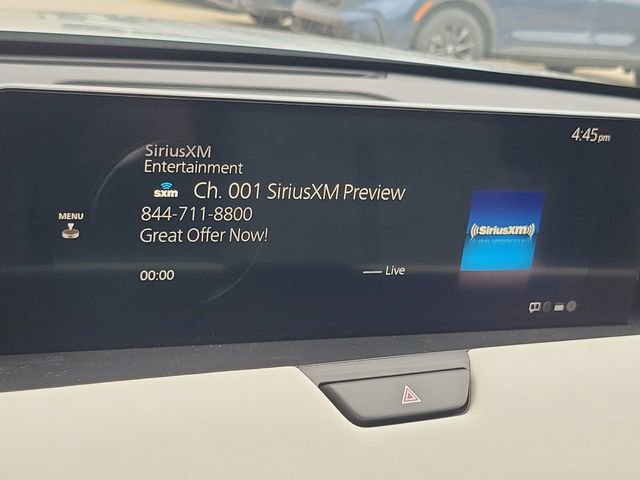 4:45pm
SiriusXM
Entertainment
sxm Ch. 001 SiriusXM Preview
MENU
844-711-8800
Great Offer Now!
((SiriusXM))
00:00
Live